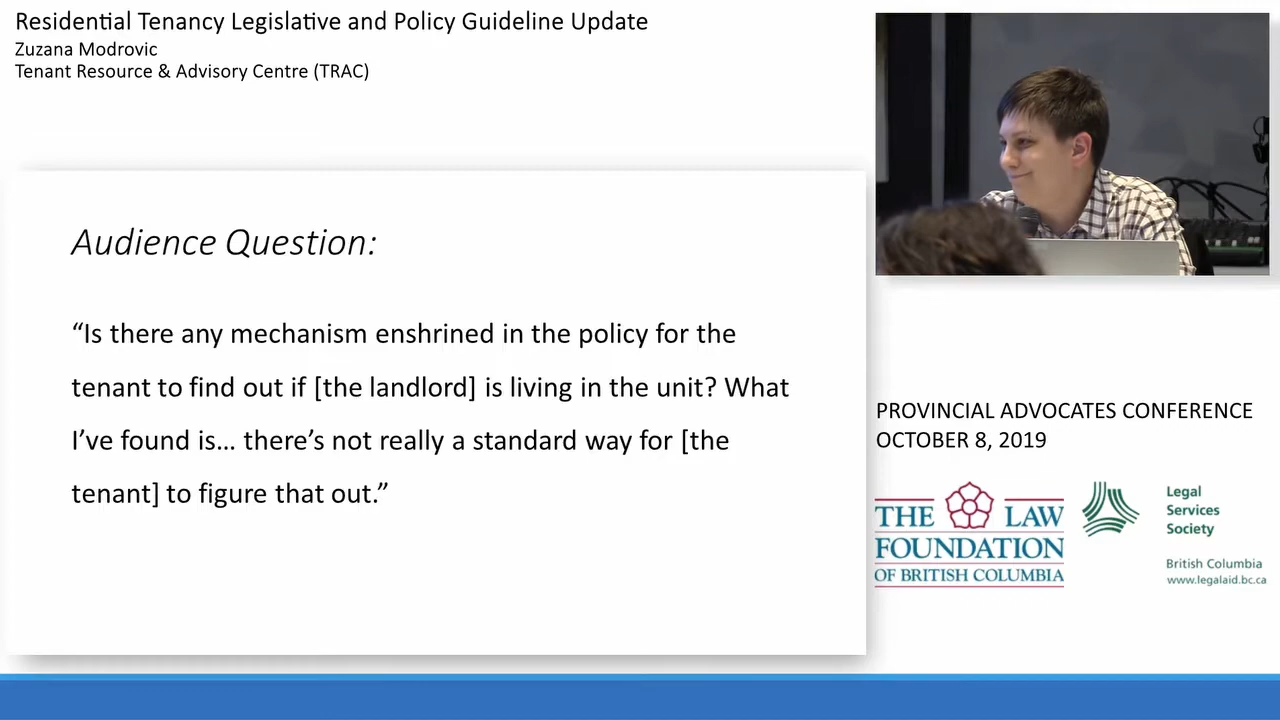 Residential Tenancy Legislative and Policy Guideline Update
Zuzana Modrovic
Tenant Resource & Advisory Centre (TRAC)
Audience Question:
“Is there any mechanism enshrined in the policy for the
tenant to find out if [the landlord] is living in the unit? What
I’ve found is... there’s not really a standard way for [the
tenant] to figure that out.”
PROVINCIAL ADVOCATES CONFERENCE
OCTOBER 8, 2019
THE LAW
FOUNDATION
OF BRITISH COLUMBIA
Legal
Services
Society
British Columbia
www.legalaid.bc.ca